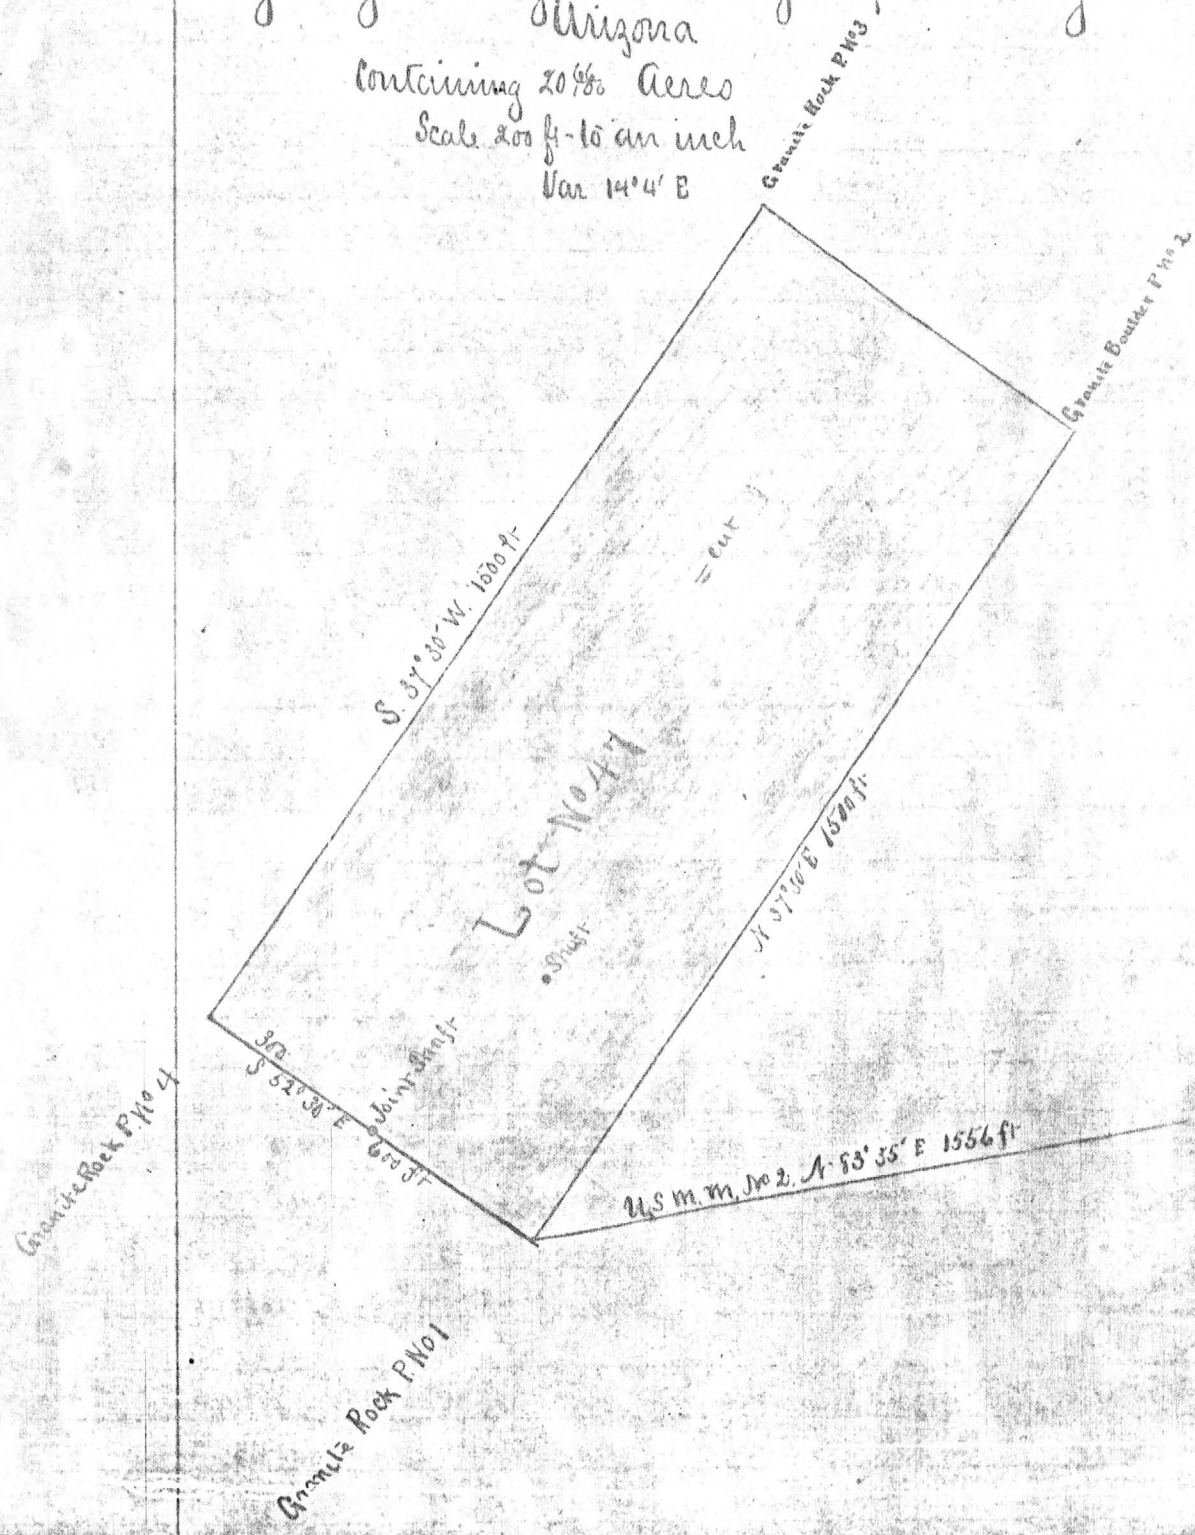 Arizona
Containing 20 66/100 Acres
Scale 200 ft to an inch
Var 14° 4' E
Granite Rock P No 3
Granite Boulder P No 2
= cut
S. 37° 30' W. 1500 ft
Lot No 47
N 37° 30' E 1500 ft
Shaft
300
S 52° 30' E
600 ft
Joint Shaft
Granite Rock P. No 4
U.S m. m. No 2. N 83° 35' E 1556 ft
Granite Rock P No 1